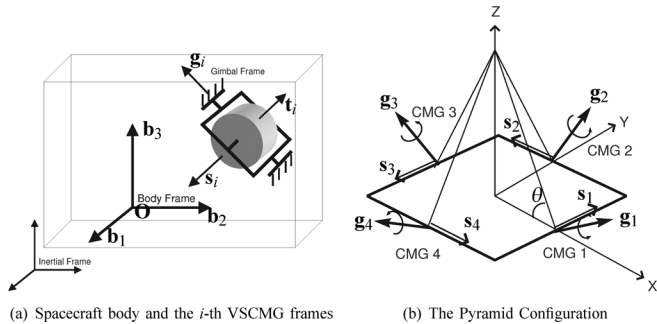 g_i
Gimbal Frame
t_i
b_3
s_i
Body Frame
O
b_2
b_1
Inertial Frame
(a) Spacecraft body and the i-th VSCMG frames
Z
g_3
CMG 3
g_2
s_2
Y
CMG 2
s_3
θ
s_1
g_4
s_4
g_1
CMG 4
CMG 1
X
(b) The Pyramid Configuration